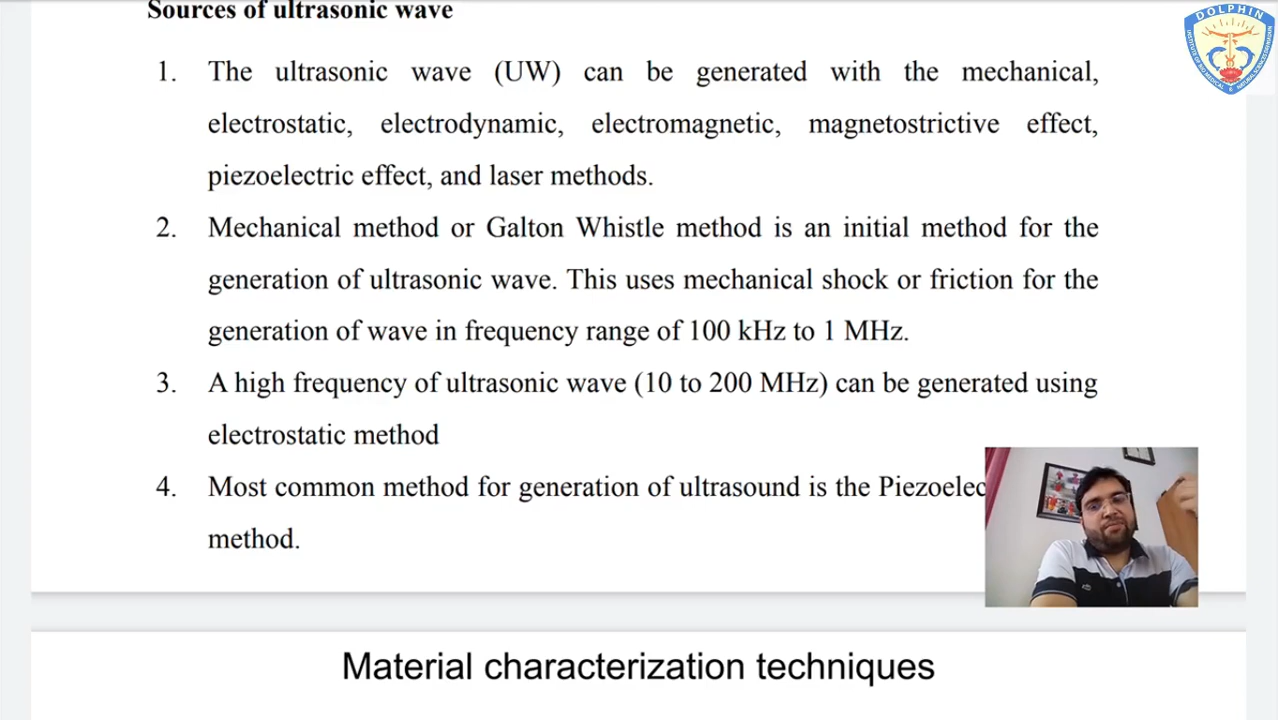 Sources of ultrasonic wave
DOLPHIN
1. The ultrasonic wave (UW) can be generated with the mechanical,
electrostatic, electrodynamic, electromagnetic, magnetostrictive effect,
piezoelectric effect, and laser methods.
2. Mechanical method or Galton Whistle method is an initial method for the
generation of ultrasonic wave. This uses mechanical shock or friction for the
generation of wave in frequency range of 100 kHz to 1 MHz.
3. A high frequency of ultrasonic wave (10 to 200 MHz) can be generated using
electrostatic method
4. Most common method for generation of ultrasound is the Piezoelec
method.
Material characterization techniques